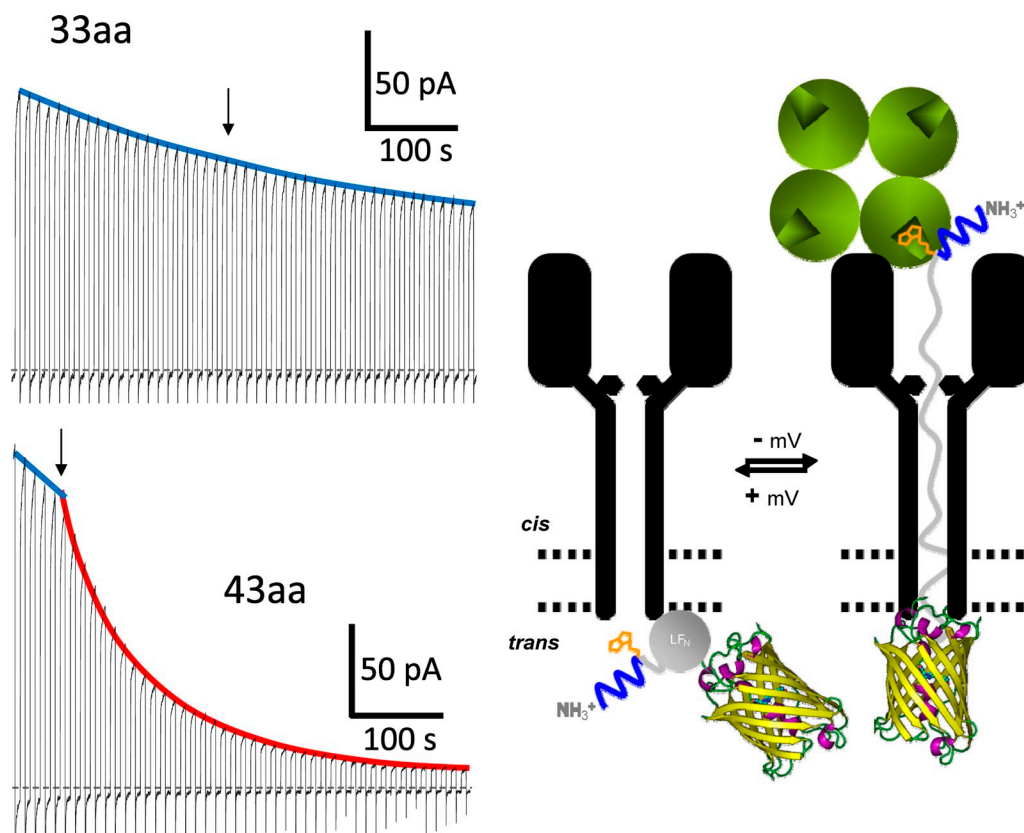 33aa
50 pA
100 s
43aa
50 pA
100 s
NH₃⁺
- mV
+ mV
cis
trans
LFN
NH₃⁺